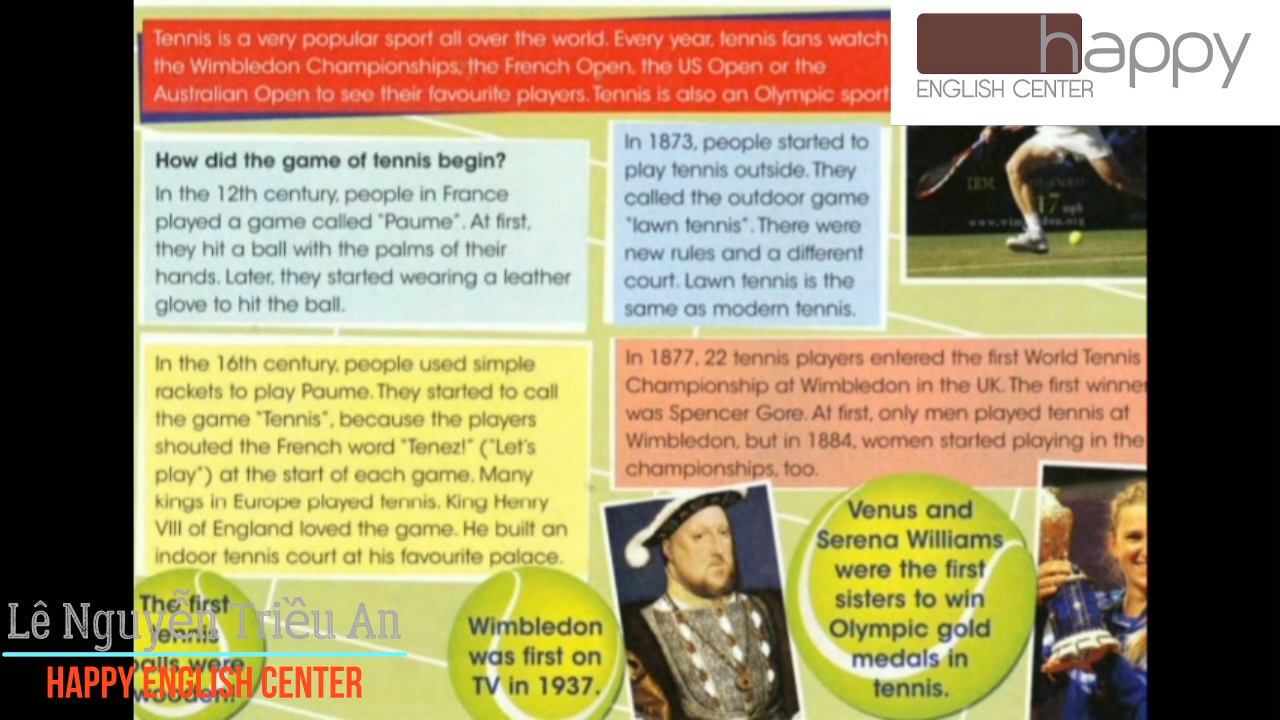 Tennis is a very popular sport all over the world. Every year, tennis fans watch
the Wimbledon Championships, the French Open, the US Open or the
Australian Open to see their favourite players. Tennis is also an Olympic sport
happy
ENGLISH CENTER
How did the game of tennis begin?
In the 12th century, people in France
played a game called "Paume". At first,
they hit a ball with the palms of their
hands. Later, they started wearing a leather
glove to hit the ball.
In 1873, people started to
play tennis outside. They
called the outdoor game
"lawn tennis". There were
new rules and a different
court. Lawn tennis is the
same as modern tennis.
IBM
17 mph
In the 16th century, people used simple
rackets to play Paume. They started to call
the game "Tennis", because the players
shouted the French word "Tenez!" ("Let's
play") at the start of each game. Many
kings in Europe played tennis. King Henry
VIII of England loved the game. He built an
indoor tennis court at his favourite palace.
In 1877, 22 tennis players entered the first World Tennis
Championship at Wimbledon in the UK. The first winner
was Spencer Gore. At first, only men played tennis at
Wimbledon, but in 1884, women started playing in the
championships, too.
The first
tennis
balls were
wooden.
Lê Nguyễn Triều An
HAPPY ENGLISH CENTER
Wimbledon
was first on
TV in 1937.
Venus and
Serena Williams
were the first
sisters to win
Olympic gold
medals in
tennis.